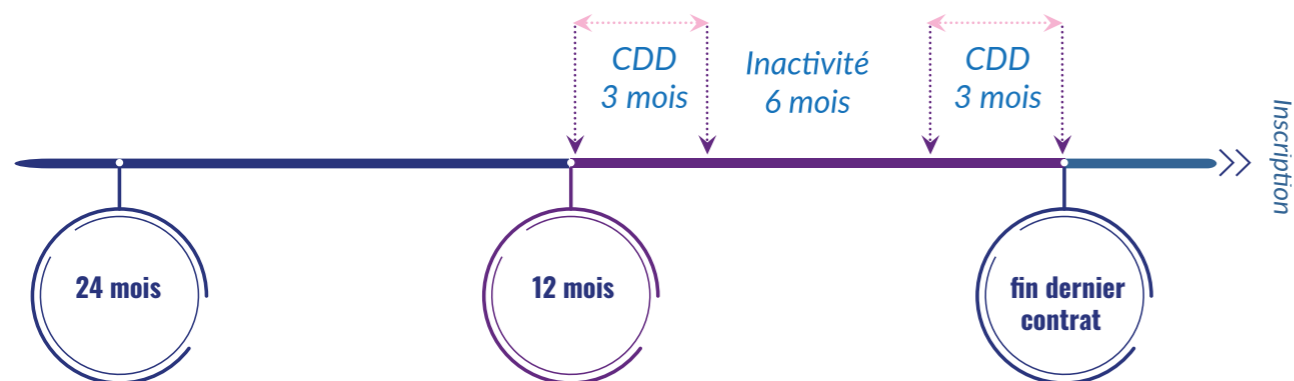 CDD
3 mois
Inactivité
6 mois
CDD
3 mois
Inscription
24 mois
12 mois
fin dernier
contrat